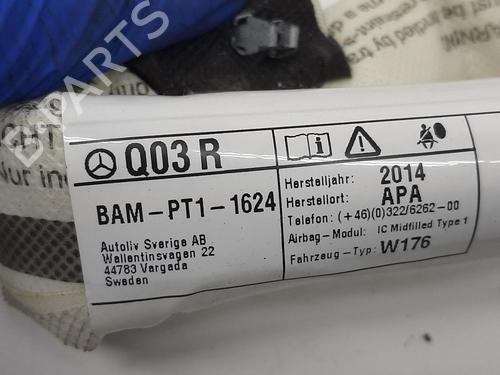 Q03 R
BAM-PT1-1624
Autoliv Sverige AB
Wallentinsvagen 22
44783 Vargada
Sweden
Herstelljahr: 2014
Herstellort: APA
Telefon: (+46)(0)322/6262-00
Airbag-Modul: IC Midfilled Type 1
Fahrzeug-Typ: W176
B-PARTS